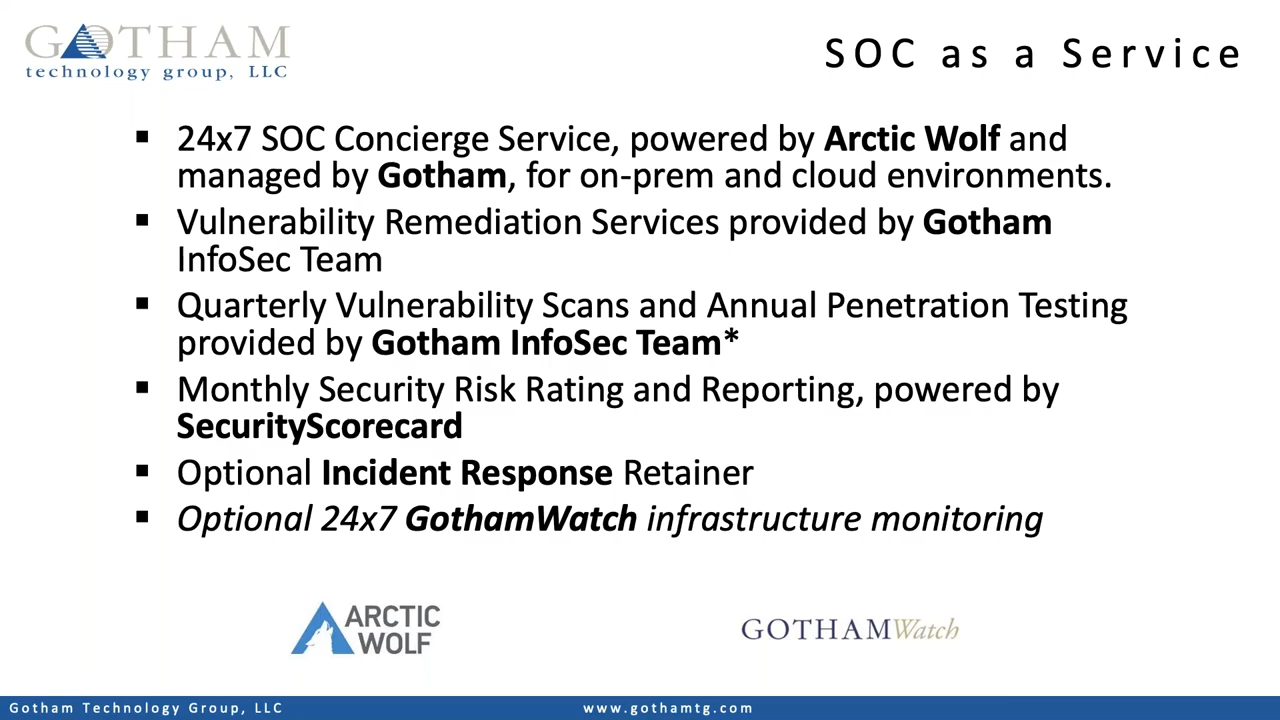 GOTHAM
technology group, LLC
SOC as a Service
▪ 24x7 SOC Concierge Service, powered by Arctic Wolf and
managed by Gotham, for on-prem and cloud environments.
▪ Vulnerability Remediation Services provided by Gotham
InfoSec Team
▪ Quarterly Vulnerability Scans and Annual Penetration Testing
provided by Gotham InfoSec Team*
▪ Monthly Security Risk Rating and Reporting, powered by
SecurityScorecard
▪ Optional Incident Response Retainer
▪ Optional 24x7 GothamWatch infrastructure monitoring
ARCTIC
WOLF
GOTHAMWatch
Gotham Technology Group, LLC
www.gothamtg.com